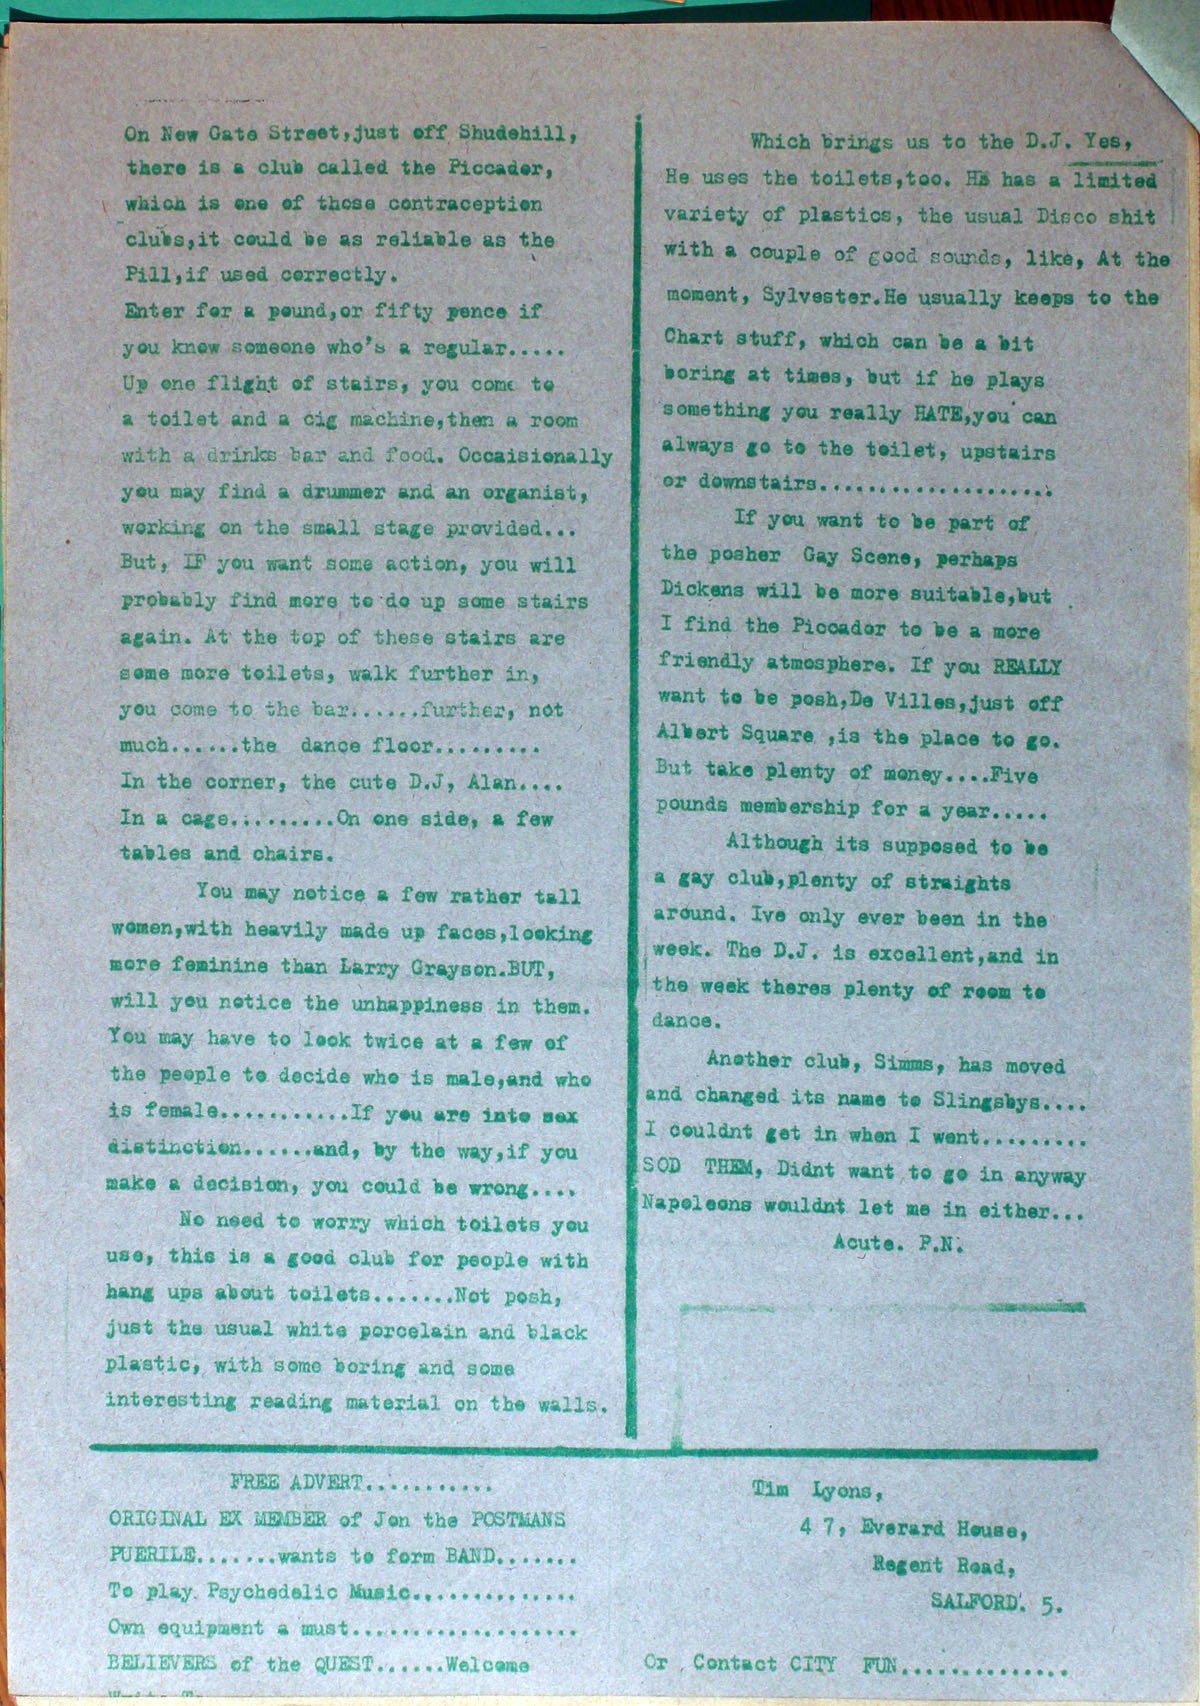 On New Gate Street,just off Shudehill,
there is a club called the Piccador,
which is one of those contraception
clubs,it could be as reliable as the
Pill,if used correctly.
Enter for a pound,or fifty pence if
you know someone who's a regular.....
Up one flight of stairs, you come to
a toilet and a cig machine,then a room
with a drinks bar and food. Occaisionally
you may find a drummer and an organist,
working on the small stage provided...
But, IF you want some action, you will
probably find more to do up some stairs
again. At the top of these stairs are
some more toilets, walk further in,
you come to the bar......further, not
much......the dance floor.........
In the corner, the cute D.J, Alan....
In a cage.........On one side, a few
tables and chairs.
You may notice a few rather tall
women,with heavily made up faces,looking
more feminine than Larry Grayson.BUT,
will you notice the unhappiness in them.
You may have to look twice at a few of
the people to decide who is male,and who
is female...........If you are into sex
distinction......and, by the way,if you
make a decision, you could be wrong....
No need to worry which toilets you
use, this is a good club for people with
hang ups about toilets.......Not posh,
just the usual white porcelain and black
plastic, with some boring and some
interesting reading material on the walls.
Which brings us to the D.J. Yes,
He uses the toilets,too. He has a limited
variety of plastics, the usual Disco shit
with a couple of good sounds, like, At the
moment, Sylvester.He usually keeps to the
Chart stuff, which can be a bit
boring at times, but if he plays
something you really HATE,you can
always go to the toilet, upstairs
or downstairs....................
If you want to be part of
the posher Gay Scene, perhaps
Dickens will be more suitable,but
I find the Piccador to be a more
friendly atmosphere. If you REALLY
want to be posh,De Villes,just off
Albert Square ,is the place to go.
But take plenty of money....Five
pounds membership for a year.....
Although its supposed to be
a gay club,plenty of straights
around. Ive only ever been in the
week. The D.J. is excellent,and in
the week theres plenty of room to
dance.
Another club, Simms, has moved
and changed its name to Slingsbys....
I couldnt get in when I went.........
SOD THEM, Didnt want to go in anyway
Napoleons wouldnt let me in either...
Acute. P.N.
FREE ADVERT...........
ORIGINAL EX MEMBER of Jon the POSTMANS
PUERILE.......wants to form BAND.......
To play Psychedelic Music..............
Own equipment a must...................
BELIEVERS of the QUEST......Welcome
Write To
Tim Lyons,
4 7, Everard House,
Regent Road,
SALFORD. 5.
Or Contact CITY FUN..............